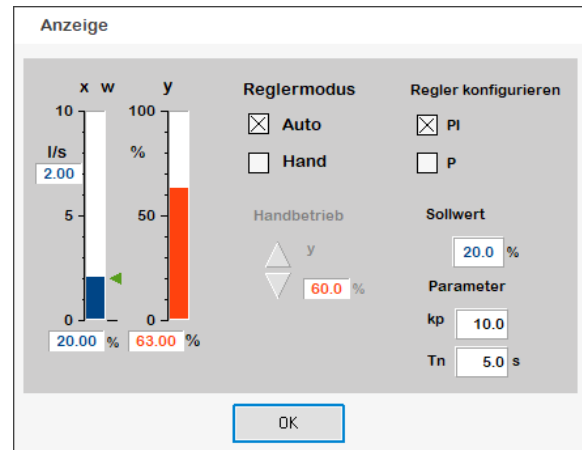 Anzeige
x w y
Reglermodus
Regler konfigurieren
10
100
Auto
PI
l/s
%
2.00
Hand
P
5
50
Handbetrieb
Sollwert
y
20.0 %
60.0 %
Parameter
0
0
kp 10.0
20.00 %
63.00 %
Tn 5.0 s
OK